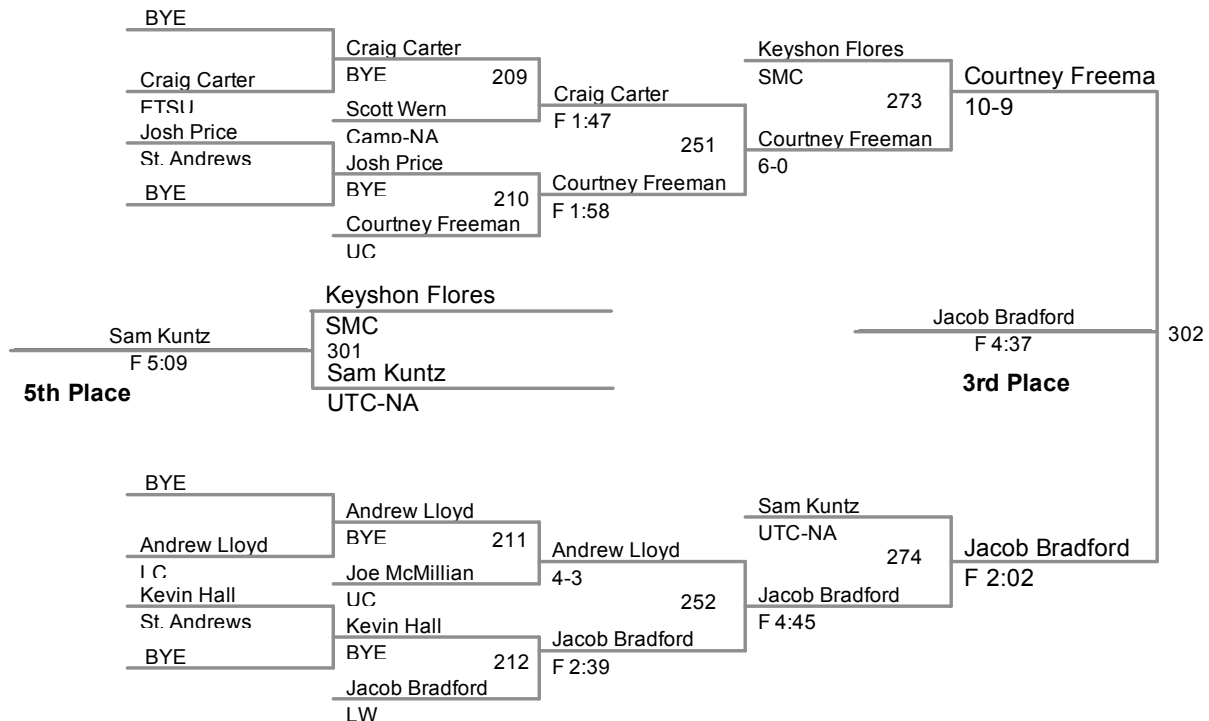 BYE
Craig Carter
BYE
209
Craig Carter
ETSU
Scott Wern
Camp-NA
Josh Price
St. Andrews
Josh Price
BYE
210
BYE
Courtney Freeman
UC
Craig Carter
F 1:47
251
Courtney Freeman
F 1:58
Keyshon Flores
SMC
273
Courtney Freeman
6-0
Courtney Freema
10-9
Keyshon Flores
SMC
301
Sam Kuntz
UTC-NA
Sam Kuntz
F 5:09
5th Place
Jacob Bradford
F 4:37
3rd Place
302
BYE
Andrew Lloyd
BYE
211
Andrew Lloyd
LC
Joe McMillian
UC
Kevin Hall
St. Andrews
Kevin Hall
BYE
212
BYE
Jacob Bradford
LW
Andrew Lloyd
4-3
252
Jacob Bradford
F 2:39
Sam Kuntz
UTC-NA
274
Jacob Bradford
F 4:45
Jacob Bradford
F 2:02